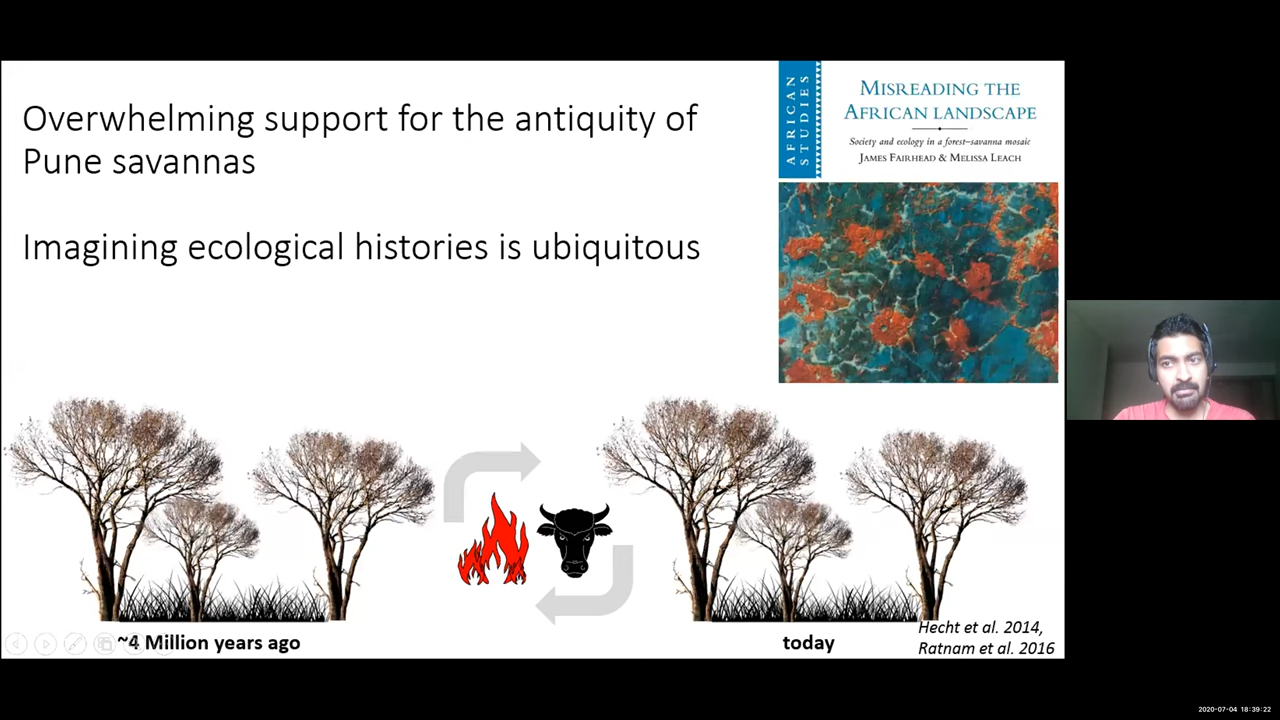 Overwhelming support for the antiquity of
Pune savannas
Imagining ecological histories is ubiquitous
AFRICAN
STUDIES
MISREADING THE
AFRICAN LANDSCAPE
Society and ecology in a forest–savanna mosaic
JAMES FAIRHEAD & MELISSA LEACH
~4 Million years ago
today
Hecht et al. 2014,
Ratnam et al. 2016
2020-07-04 18:39:22